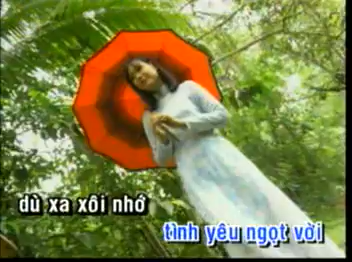 dù xa xôi nhớ
tình yêu ngọt vời